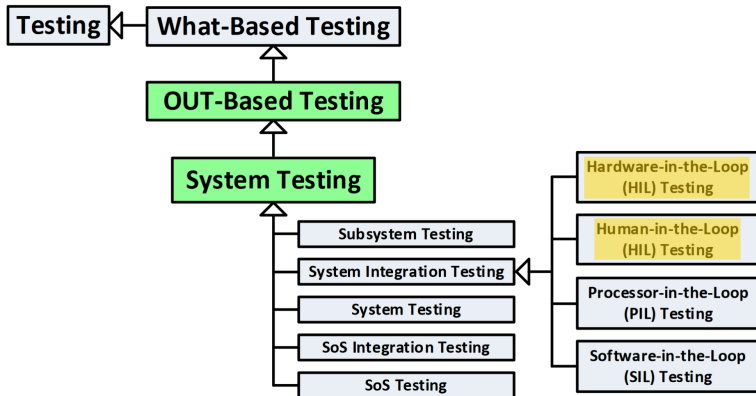 Testing
What-Based Testing
OUT-Based Testing
System Testing
Subsystem Testing
System Integration Testing
System Testing
SoS Integration Testing
SoS Testing
Hardware-in-the-Loop
(HIL) Testing
Human-in-the-Loop
(HIL) Testing
Processor-in-the-Loop
(PIL) Testing
Software-in-the-Loop
(SIL) Testing